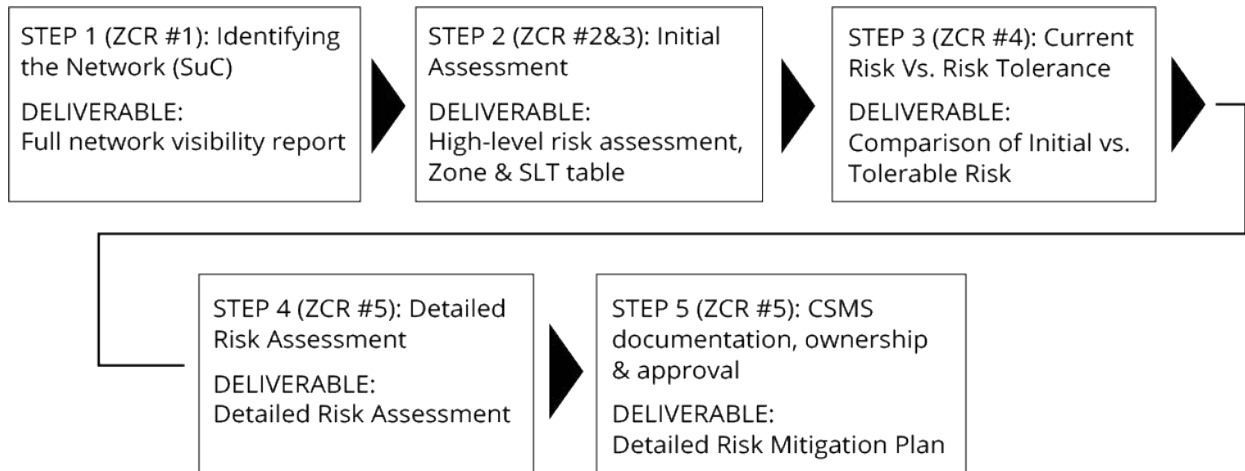 STEP 1 (ZCR #1): Identifying
the Network (SuC)
DELIVERABLE:
Full network visibility report
STEP 2 (ZCR #2&3): Initial
Assessment
DELIVERABLE:
High-level risk assessment,
Zone & SLT table
STEP 3 (ZCR #4): Current
Risk Vs. Risk Tolerance
DELIVERABLE:
Comparison of Initial vs.
Tolerable Risk
STEP 4 (ZCR #5): Detailed
Risk Assessment
DELIVERABLE:
Detailed Risk Assessment
STEP 5 (ZCR #5): CSMS
documentation, ownership
& approval
DELIVERABLE:
Detailed Risk Mitigation Plan